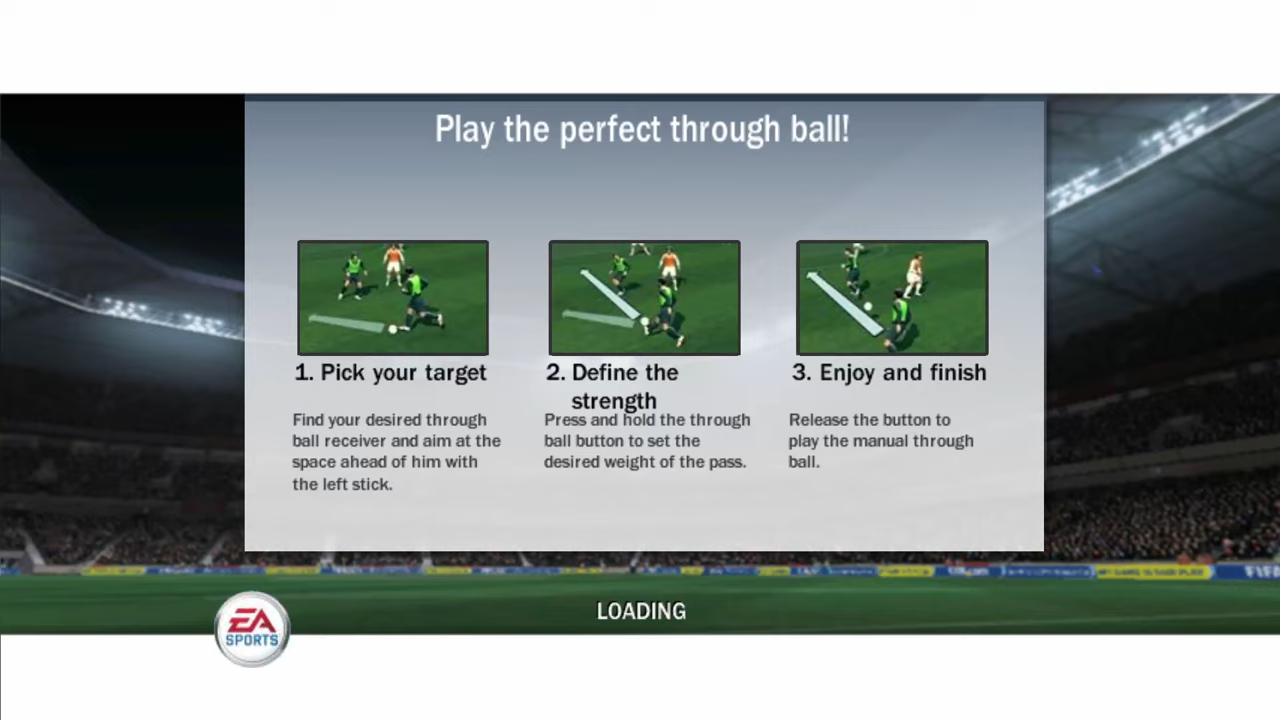 Play the perfect through ball!
1. Pick your target
Find your desired through
ball receiver and aim at the
space ahead of him with
the left stick.
2. Define the
strength
Press and hold the through
ball button to set the
desired weight of the pass.
3. Enjoy and finish
Release the button to
play the manual through
ball.
FIFA
LOADING
EA
SPORTS